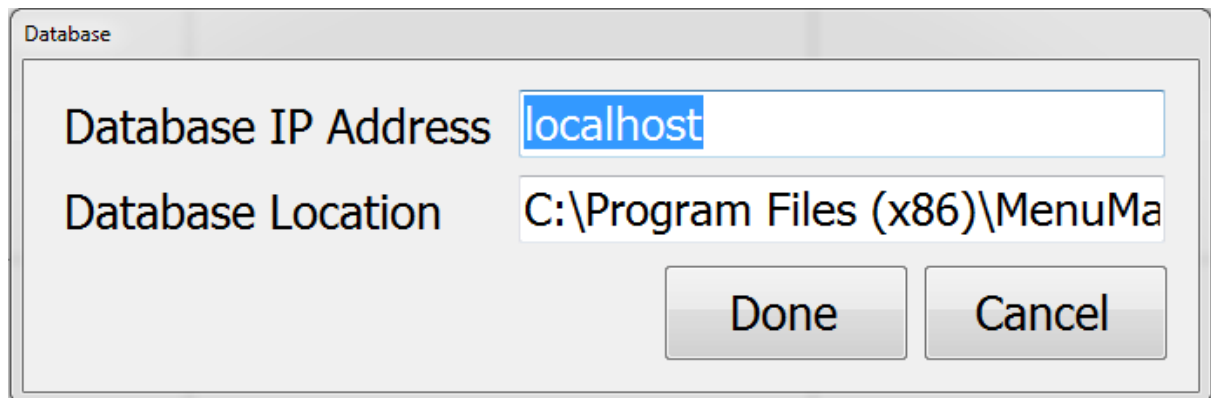 Database
Database IP Address localhost
Database Location C:\Program Files (x86)\MenuMa
Done Cancel